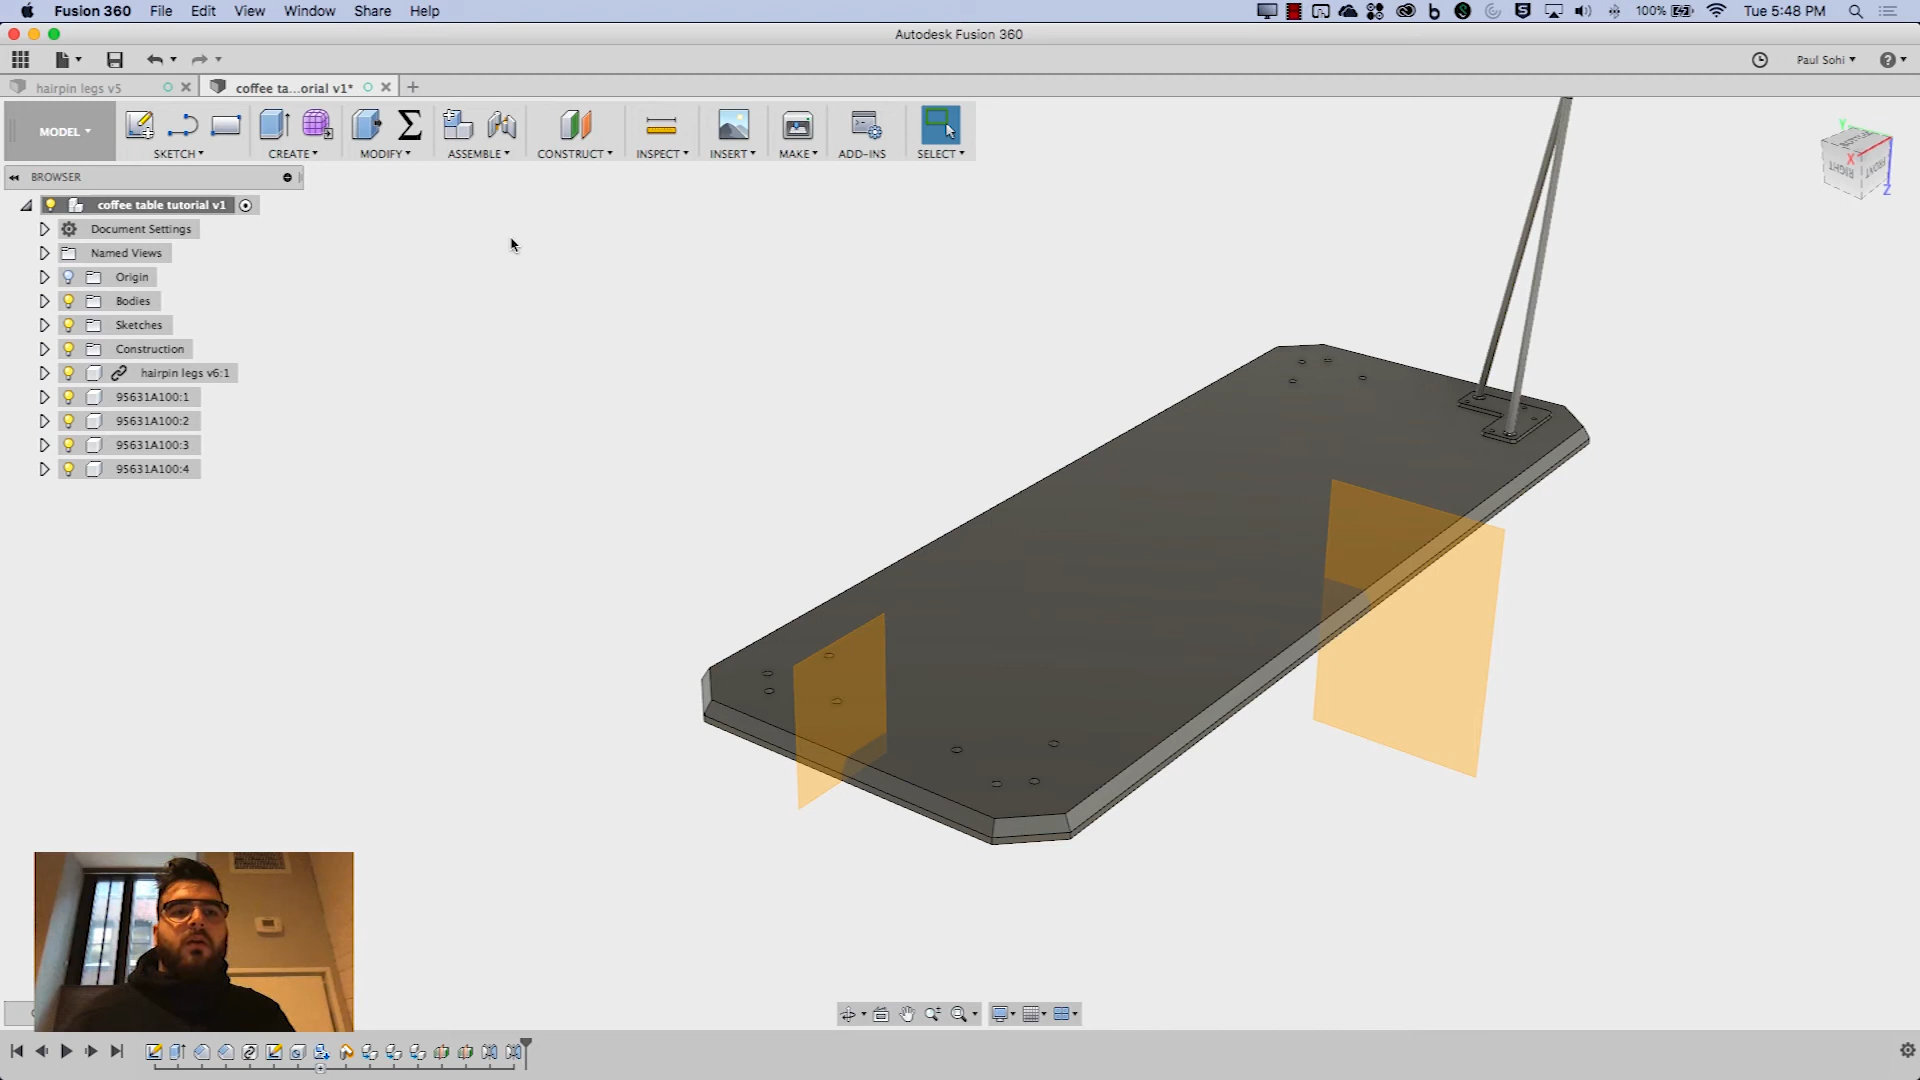 Fusion 360 File Edit View Window Share Help 100% Tue 5:48 PM
Autodesk Fusion 360
Paul Sohi
hairpin legs v5 coffee ta...orial v1*
MODEL SKETCH CREATE MODIFY ASSEMBLE CONSTRUCT INSPECT INSERT MAKE ADD-INS SELECT
BROWSER
coffee table tutorial v1
Document Settings
Named Views
Origin
Bodies
Sketches
Construction
hairpin legs v6:1
95631A100:1
95631A100:2
95631A100:3
95631A100:4
Y
X
Z
RIGHT
FRONT